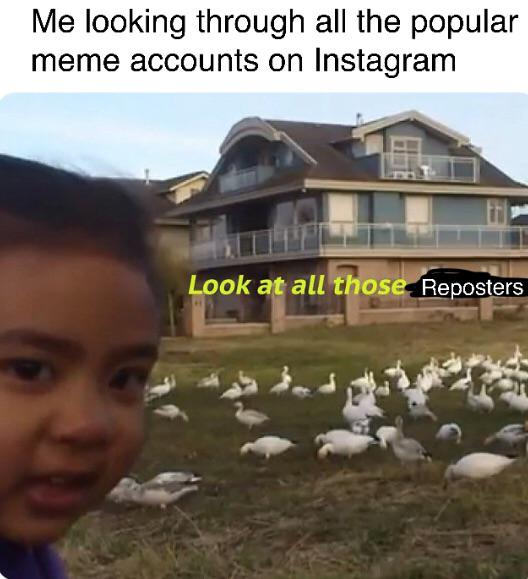 Me looking through all the popular
meme accounts on Instagram
Look at all those Reposters